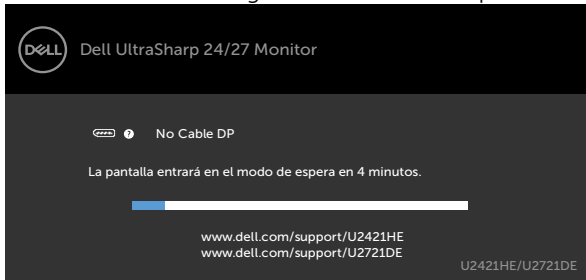 DELL
Dell UltraSharp 24/27 Monitor
? No Cable DP
La pantalla entrará en el modo de espera en 4 minutos.
www.dell.com/support/U2421HE
www.dell.com/support/U2721DE
U2421HE/U2721DE